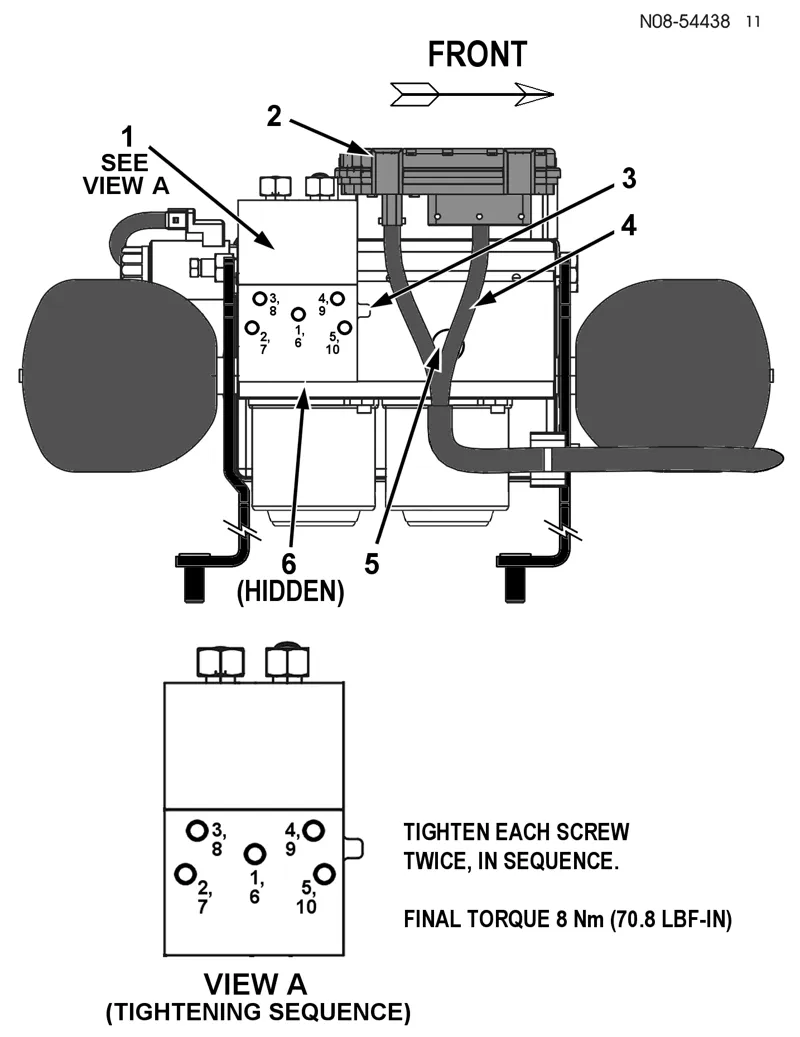 N08-54438 11
FRONT
2
1
SEE
VIEW A
3
4
3,
8
4,
9
1,
6
2,
7
5,
10
6
(HIDDEN)
5
3,
8
4,
9
1,
6
2,
7
5,
10
TIGHTEN EACH SCREW
TWICE, IN SEQUENCE.
FINAL TORQUE 8 Nm (70.8 LBF-IN)
VIEW A
(TIGHTENING SEQUENCE)